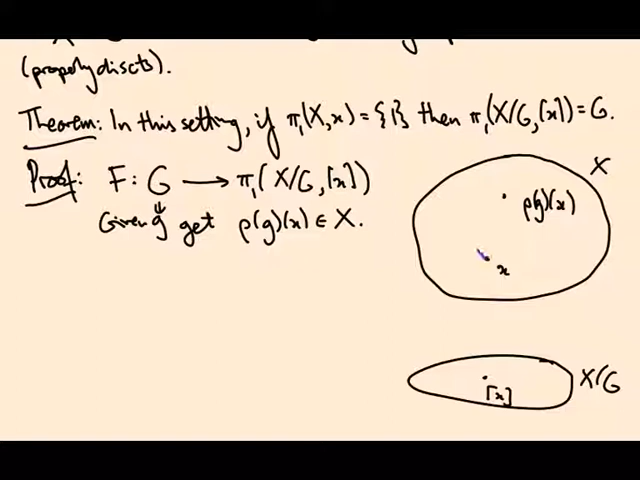 (properly discts).
Theorem: In this setting, if π₁(X,x) = {1} then π₁(X/G,[x]) = G.
Proof: F: G → π₁(X/G,[x])
Given g get ρ(g)(x) ∈ X.
X
ρ(g)(x)
x
X/G
[x]